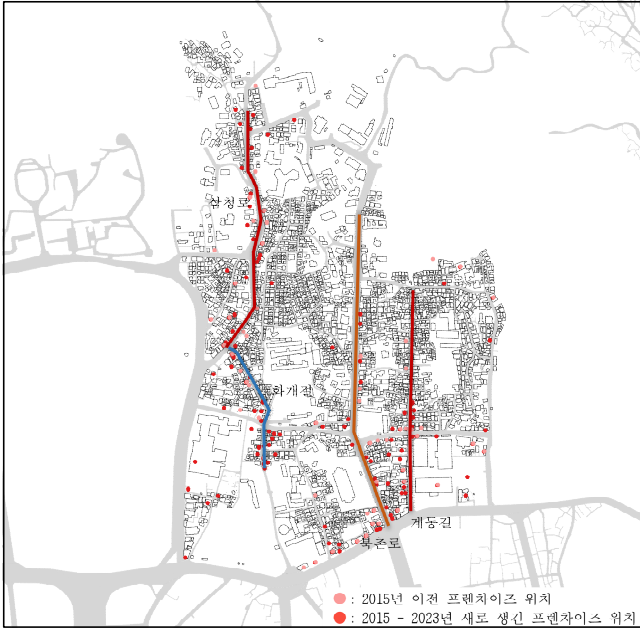 삼청로
화개길
계동길
북촌로
: 2015년 이전 프렌차이즈 위치
: 2015 - 2023년 새로 생긴 프렌차이즈 위치